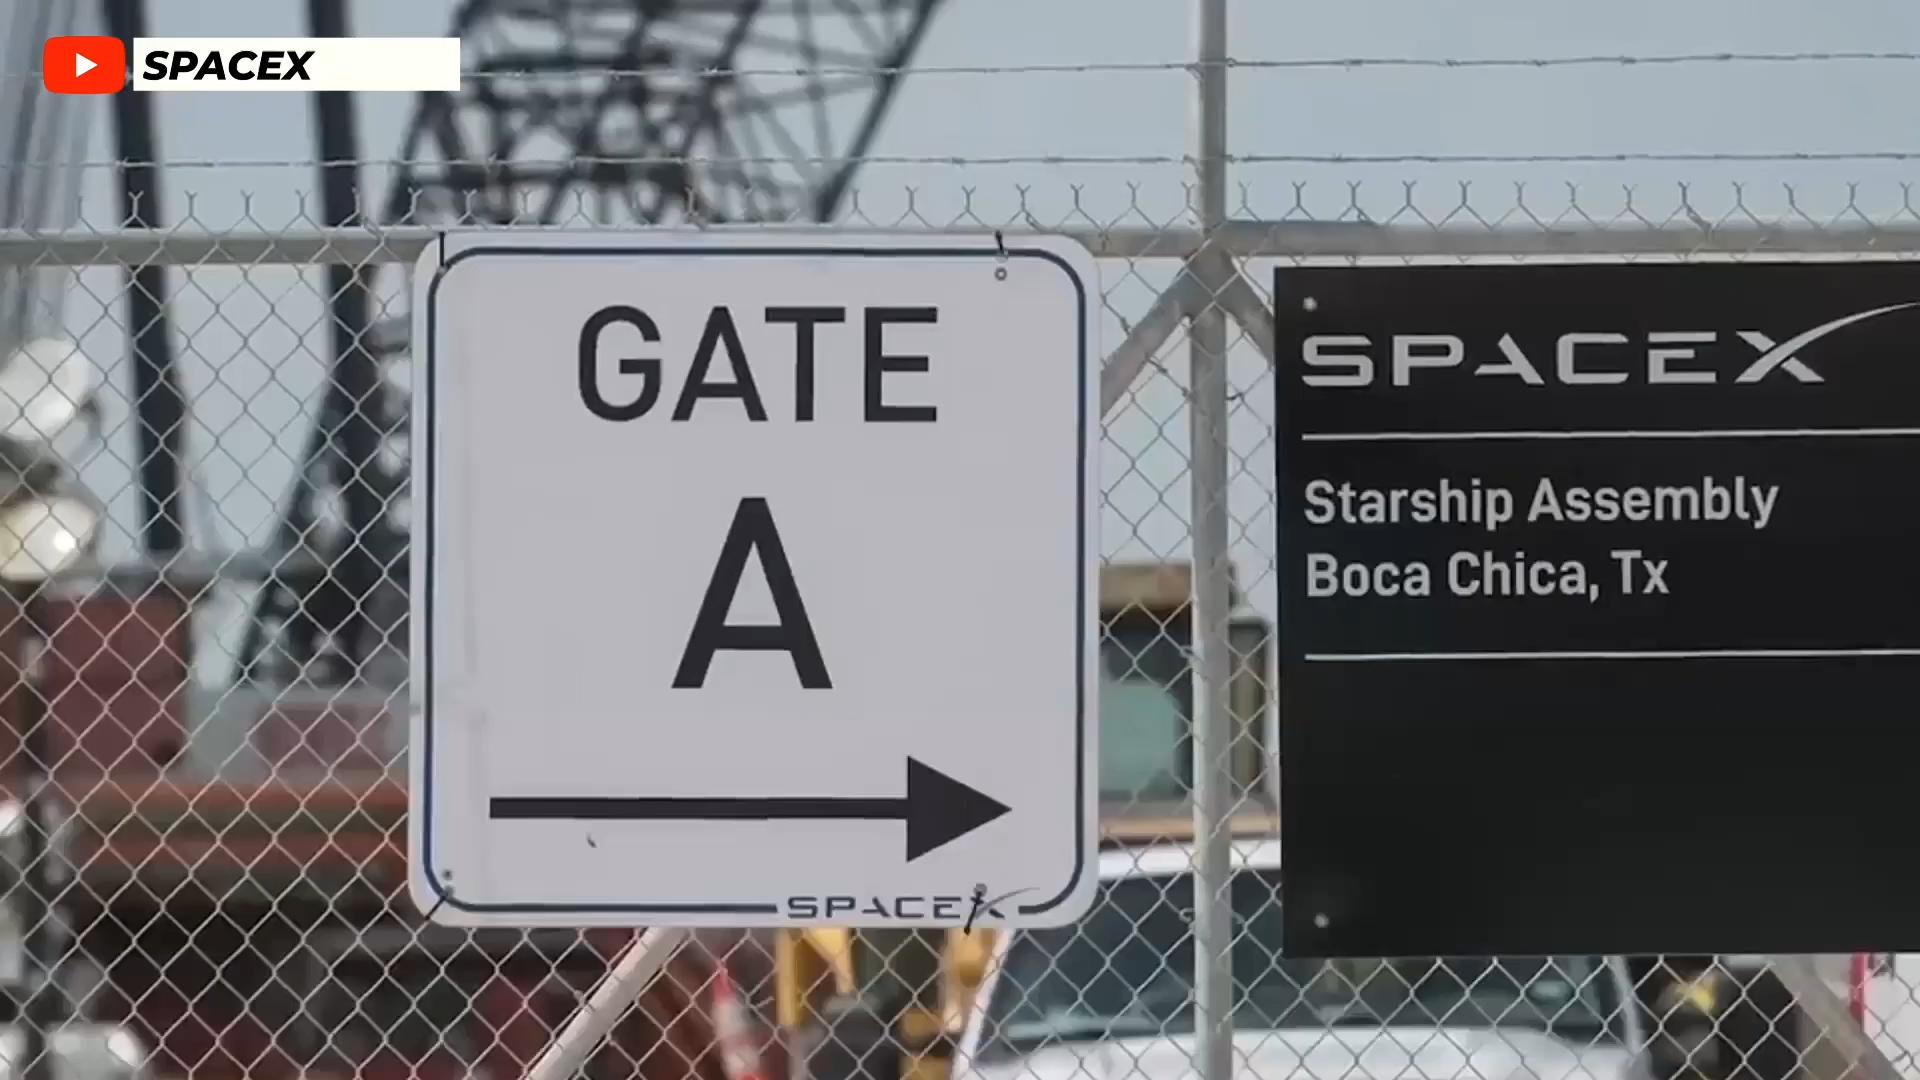 SPACEX
GATE
A
SPACEX
SPACEX
Starship Assembly
Boca Chica, Tx